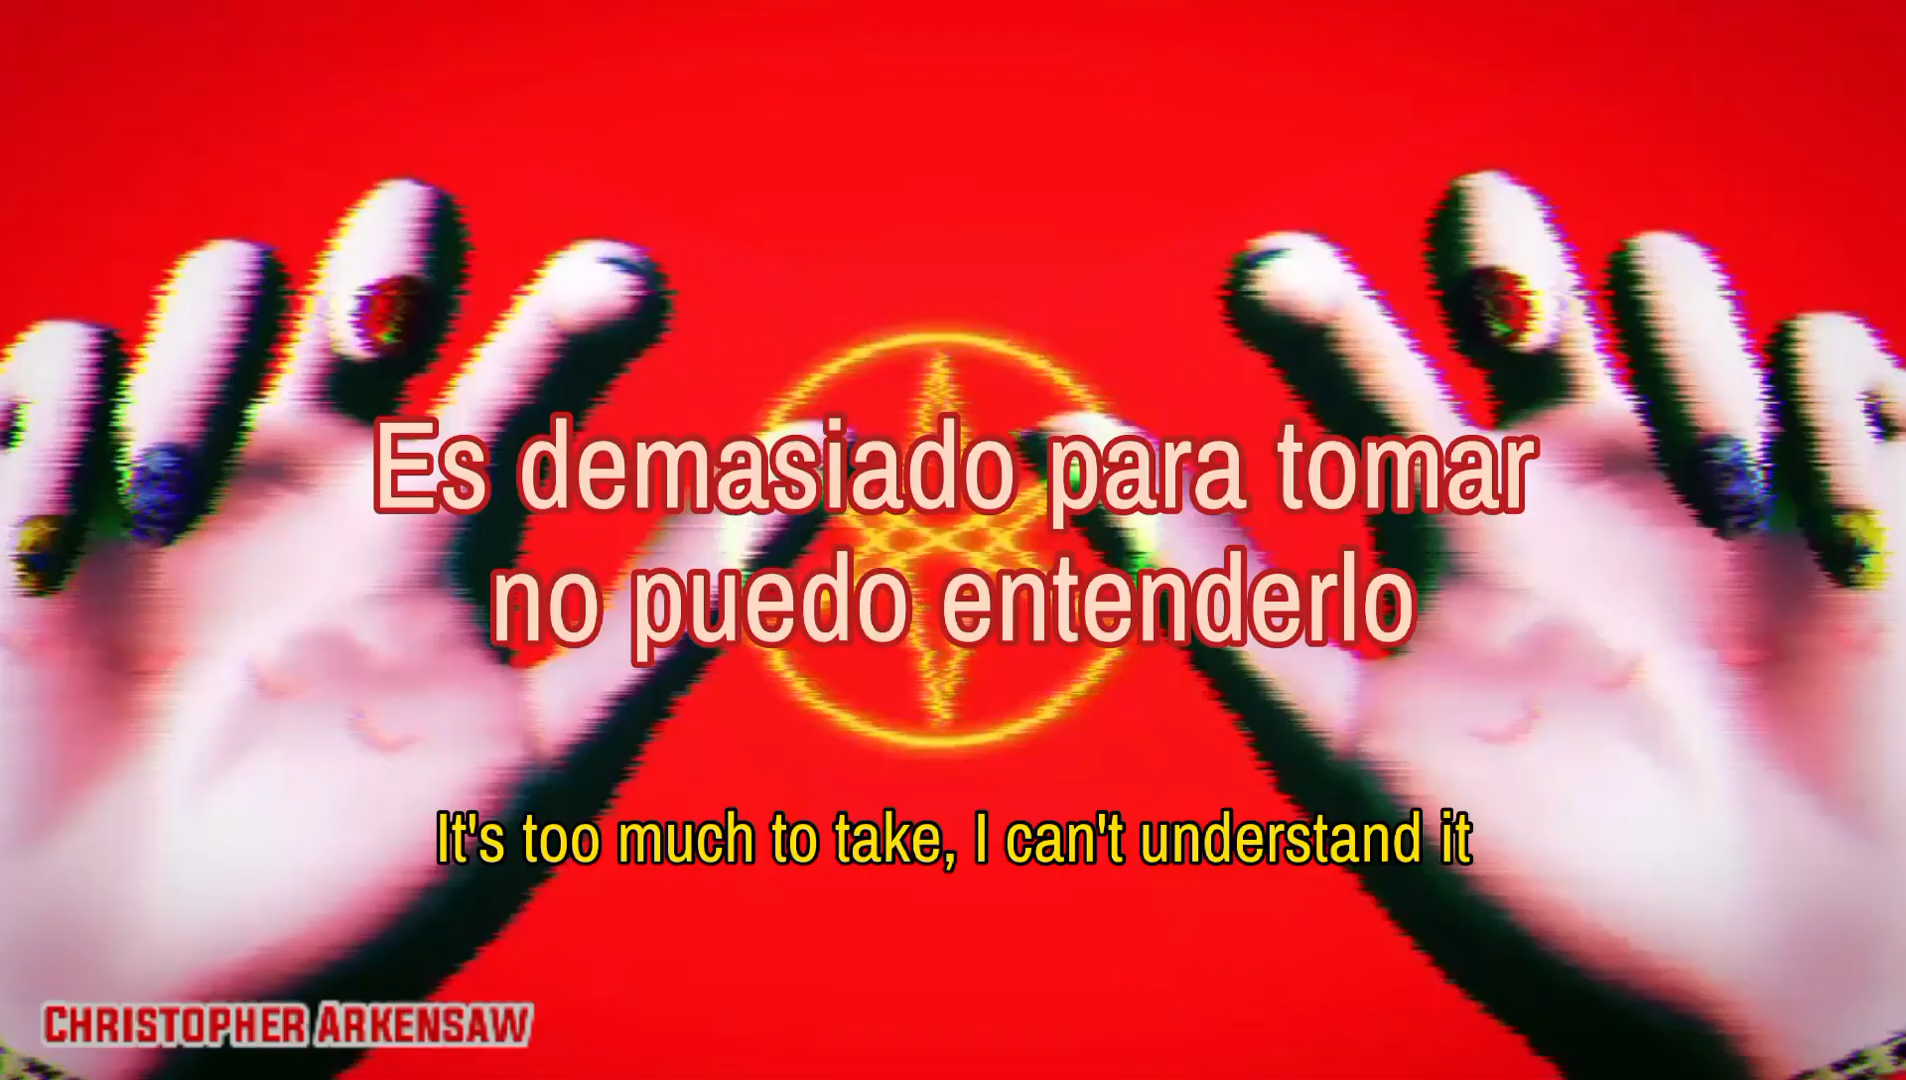 Es demasiado para tomar
no puedo entenderlo
It's too much to take, I can't understand it
CHRISTOPHER ARKENSAW